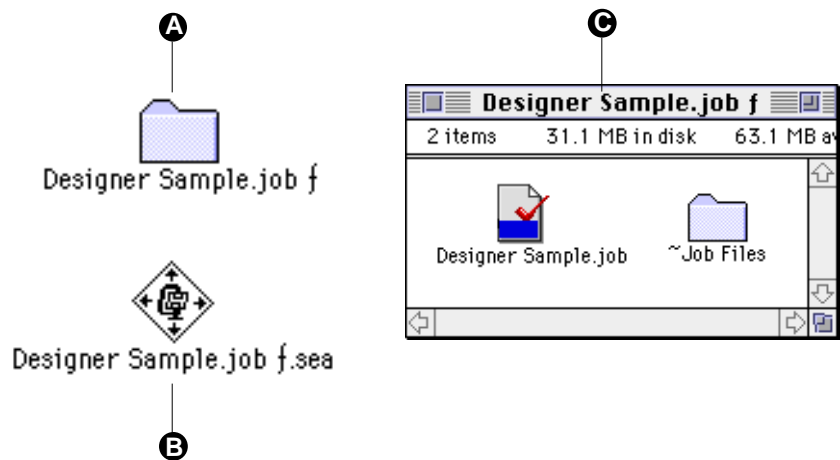 A
Designer Sample.job ƒ
Designer Sample.job ƒ.sea
B
C
Designer Sample.job ƒ
2 items 31.1 MB in disk 63.1 MB av
Designer Sample.job
~Job Files